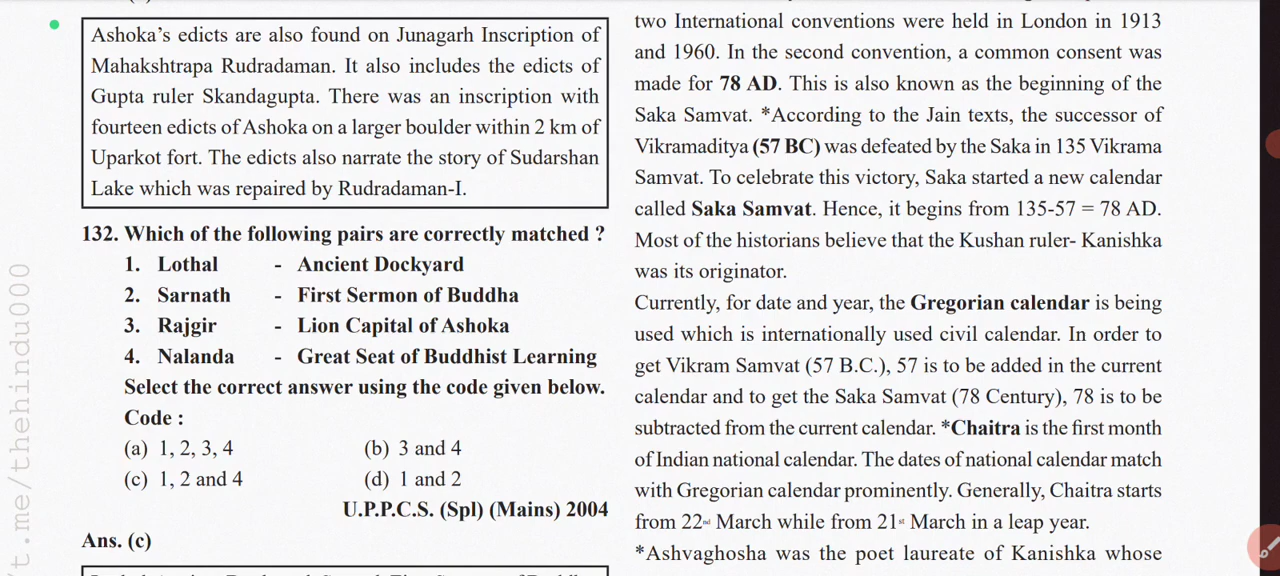 Ashoka's edicts are also found on Junagarh Inscription of
Mahakshtrapa Rudradaman. It also includes the edicts of
Gupta ruler Skandagupta. There was an inscription with
fourteen edicts of Ashoka on a larger boulder within 2 km of
Uparkot fort. The edicts also narrate the story of Sudarshan
Lake which was repaired by Rudradaman-I.
132. Which of the following pairs are correctly matched ?
1. Lothal - Ancient Dockyard
2. Sarnath - First Sermon of Buddha
3. Rajgir - Lion Capital of Ashoka
4. Nalanda - Great Seat of Buddhist Learning
Select the correct answer using the code given below.
Code :
(a) 1, 2, 3, 4 (b) 3 and 4
(c) 1, 2 and 4 (d) 1 and 2
U.P.P.C.S. (Spl) (Mains) 2004
Ans. (c)
two International conventions were held in London in 1913
and 1960. In the second convention, a common consent was
made for 78 AD. This is also known as the beginning of the
Saka Samvat. *According to the Jain texts, the successor of
Vikramaditya (57 BC) was defeated by the Saka in 135 Vikrama
Samvat. To celebrate this victory, Saka started a new calendar
called Saka Samvat. Hence, it begins from 135-57 = 78 AD.
Most of the historians believe that the Kushan ruler- Kanishka
was its originator.
Currently, for date and year, the Gregorian calendar is being
used which is internationally used civil calendar. In order to
get Vikram Samvat (57 B.C.), 57 is to be added in the current
calendar and to get the Saka Samvat (78 Century), 78 is to be
subtracted from the current calendar. *Chaitra is the first month
of Indian national calendar. The dates of national calendar match
with Gregorian calendar prominently. Generally, Chaitra starts
from 22nd March while from 21st March in a leap year.
*Ashvaghosha was the poet laureate of Kanishka whose
t.me/thehindu000